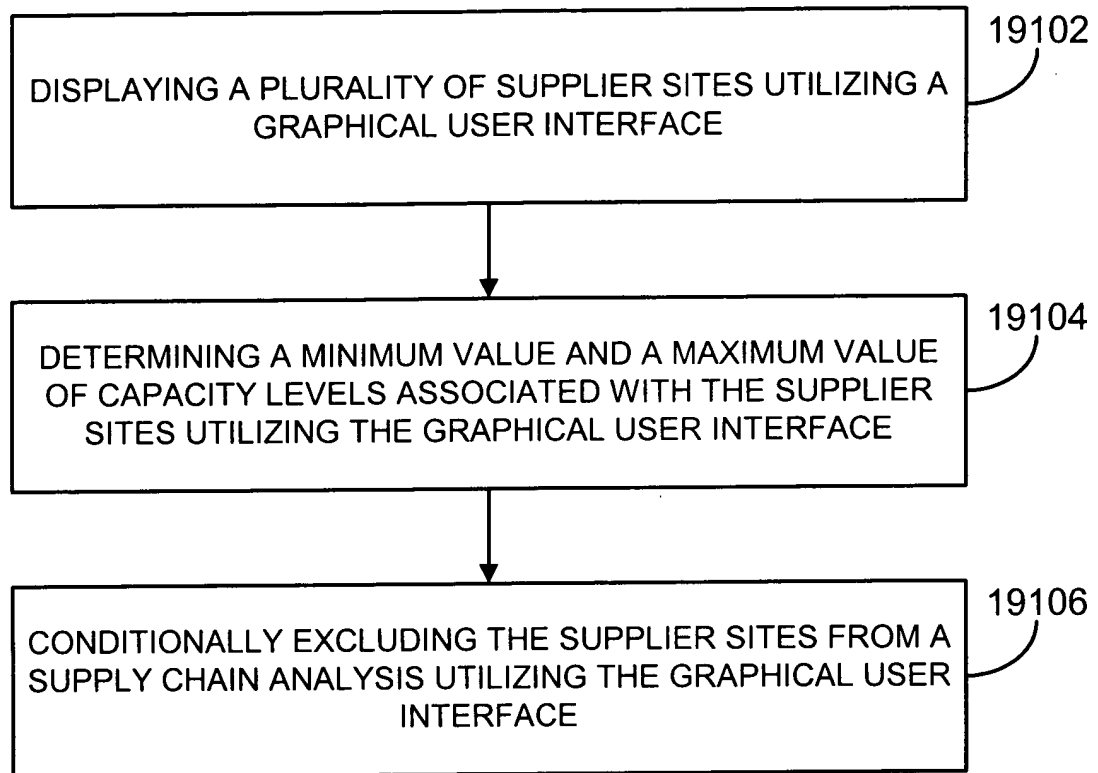 19102
DISPLAYING A PLURALITY OF SUPPLIER SITES UTILIZING A
GRAPHICAL USER INTERFACE
19104
DETERMINING A MINIMUM VALUE AND A MAXIMUM VALUE
OF CAPACITY LEVELS ASSOCIATED WITH THE SUPPLIER
SITES UTILIZING THE GRAPHICAL USER INTERFACE
19106
CONDITIONALLY EXCLUDING THE SUPPLIER SITES FROM A
SUPPLY CHAIN ANALYSIS UTILIZING THE GRAPHICAL USER
INTERFACE